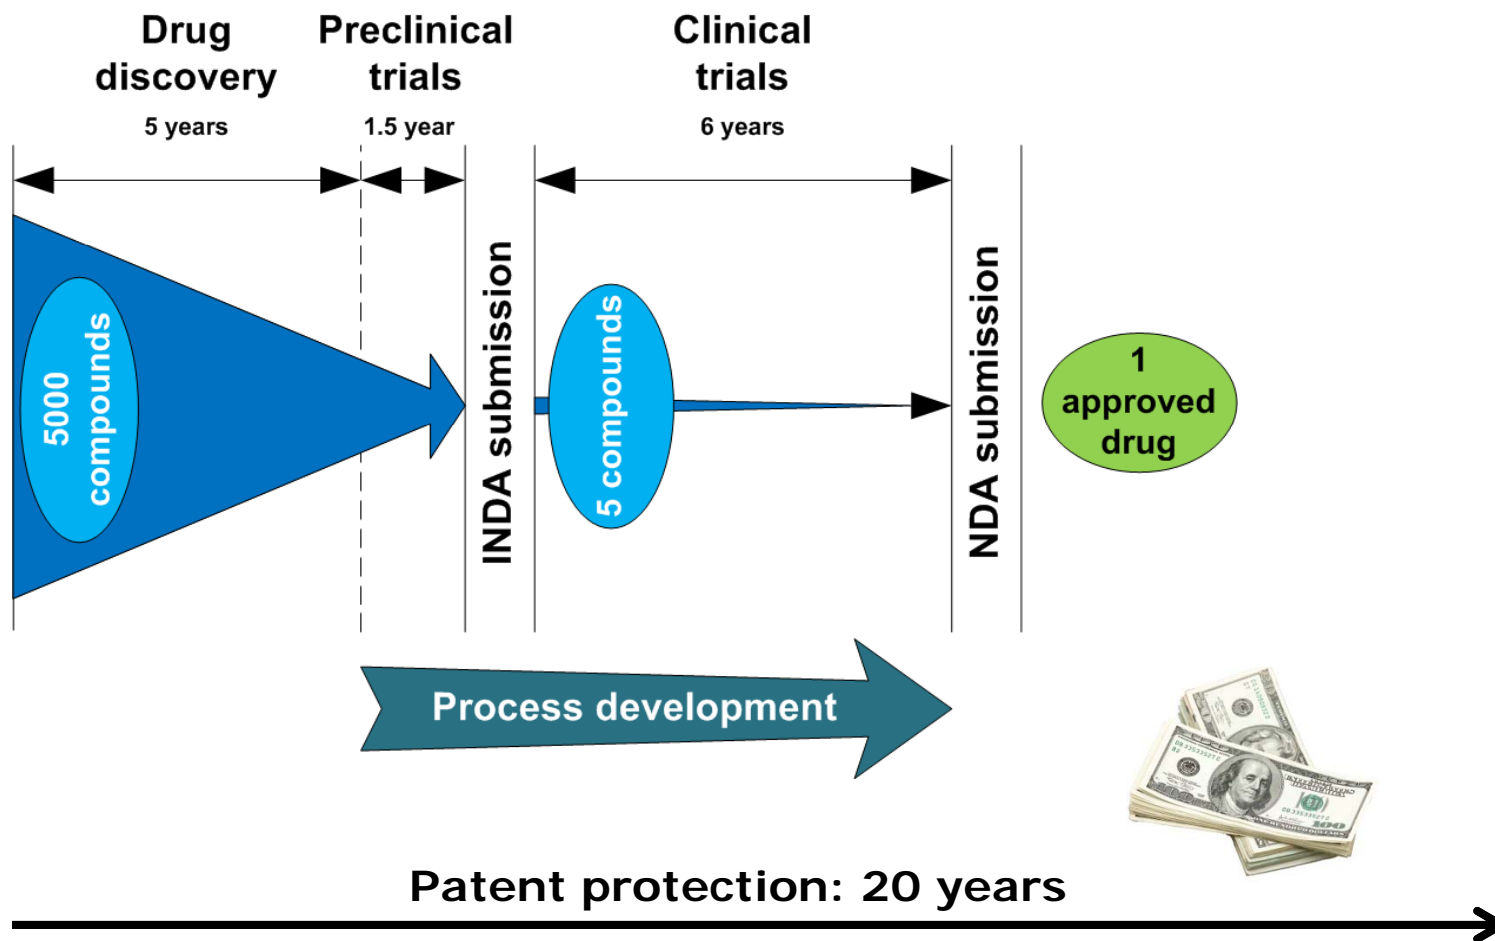 Drug
discovery
5 years
Preclinical
trials
1.5 year
Clinical
trials
6 years
5000
compounds
INDA submission
5 compounds
NDA submission
1
approved
drug
Process development
100
Patent protection: 20 years